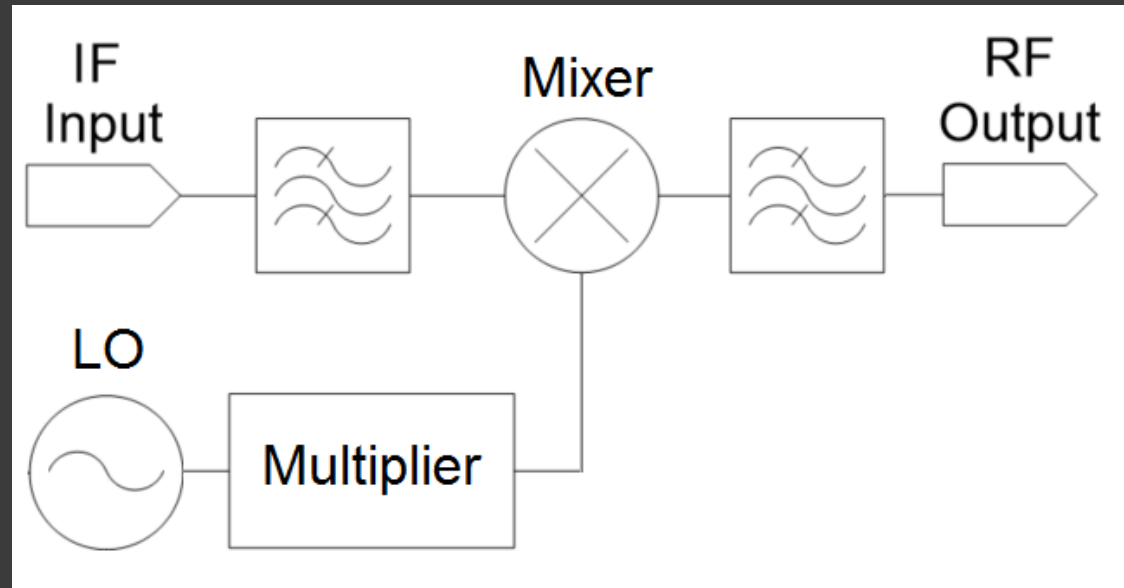 IF
Input
Mixer
RF
Output
LO
Multiplier